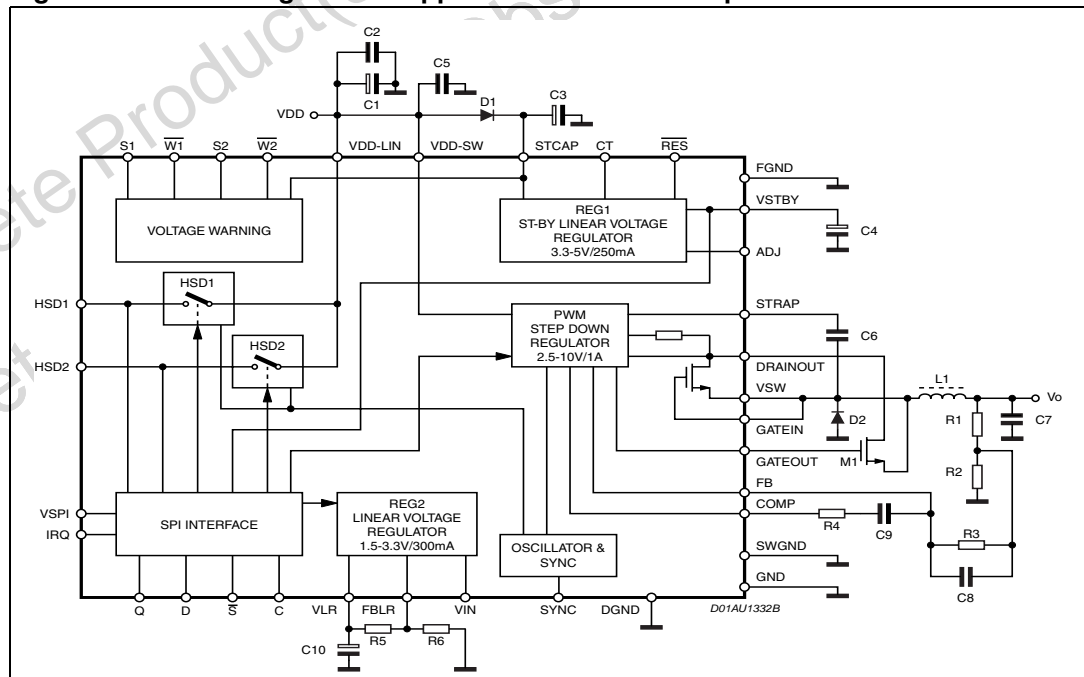 ete Product(
C2
C5
C1
D1
C3
VDD
S1
W1
S2
W2
VDD-LIN
VDD-SW
STCAP
CT
RES
FGND
VOLTAGE WARNING
REG1
ST-BY LINEAR VOLTAGE
REGULATOR
3.3-5V/250mA
VSTBY
C4
ADJ
HSD1
HSD1
HSD2
HSD2
PWM
STEP DOWN
REGULATOR
2.5-10V/1A
STRAP
C6
DRAINOUT
VSW
L1
Vo
GATEIN
D2
R1
C7
GATEOUT
M1
R2
FB
COMP
R4
C9
R3
C8
SWGND
GND
VSPI
IRQ
SPI INTERFACE
REG2
LINEAR VOLTAGE
REGULATOR
1.5-3.3V/300mA
OSCILLATOR &
SYNC
Q
D
S
C
VLR
FBLR
VIN
SYNC
DGND
D01AU1332B
C10
R5
R6